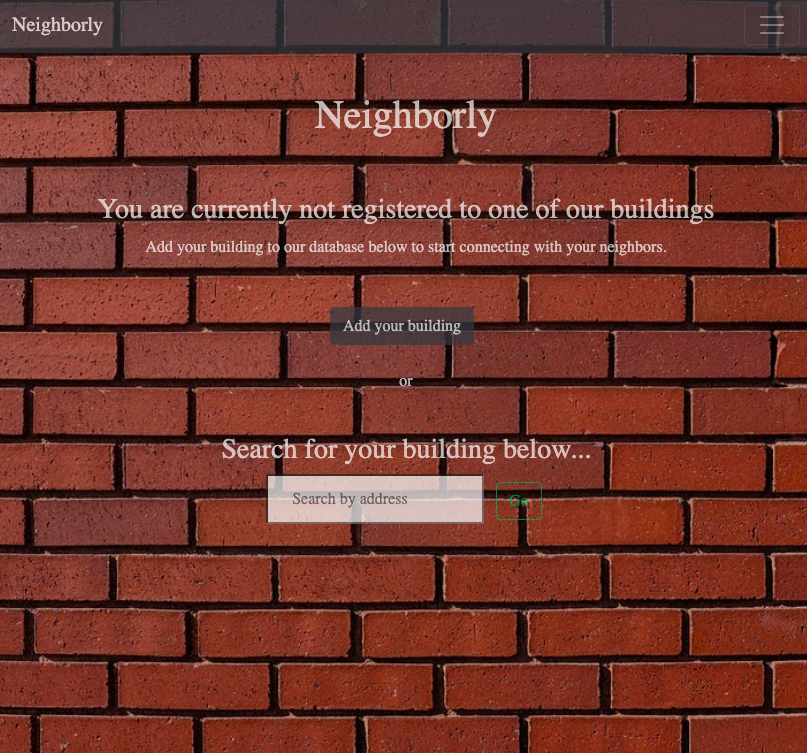 Neighborly
Neighborly
You are currently not registered to one of our buildings
Add your building to our database below to start connecting with your neighbors.
Add your building
or
Search for your building below...
Search by address
Go